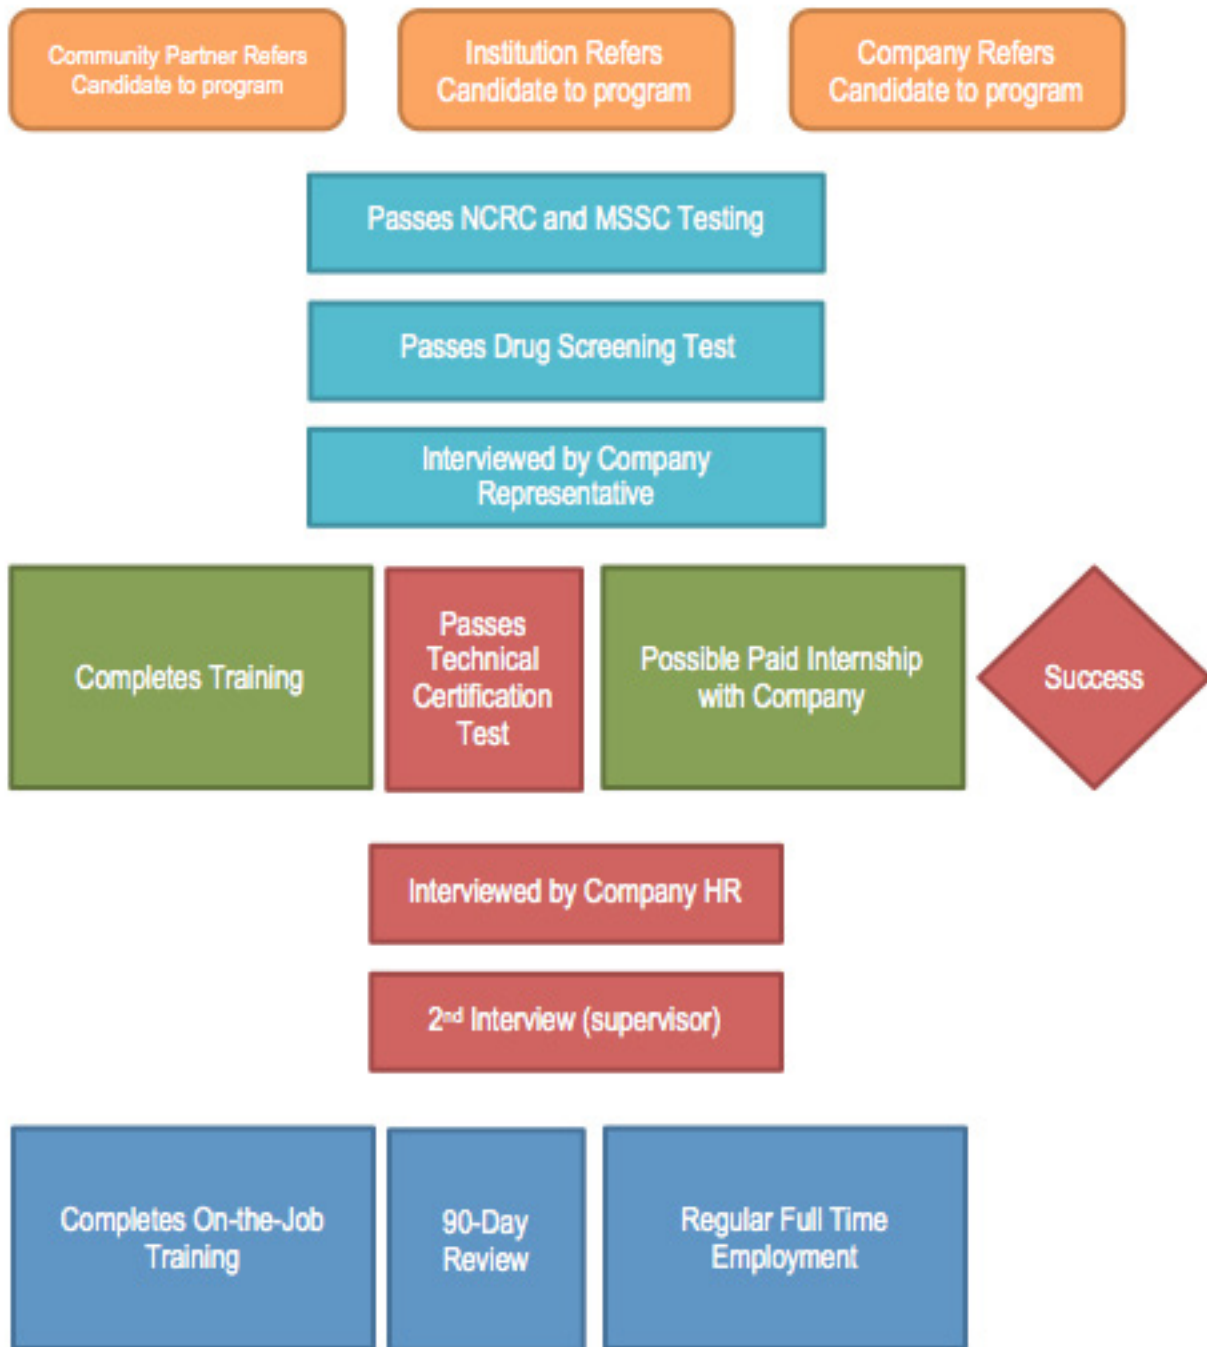 Community Partner Refers
Candidate to program
Institution Refers
Candidate to program
Company Refers
Candidate to program
Passes NCRC and MSSC Testing
Passes Drug Screening Test
Interviewed by Company
Representative
Completes Training
Passes
Technical
Certification
Test
Possible Paid Internship
with Company
Success
Interviewed by Company HR
2nd Interview (supervisor)
Completes On-the-Job
Training
90-Day
Review
Regular Full Time
Employment